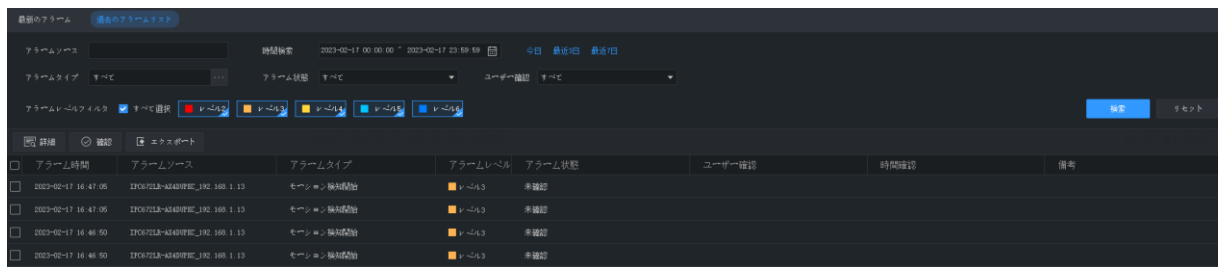 最新のアラーム 過去のアラームリスト
アラームソース 時間検索 2023-02-17 00:00:00 ~ 2023-02-17 23:59:59 今日 最近3日 最近7日
アラームタイプ すべて ... アラーム状態 すべて ユーザー確認 すべて
アラームレベルフィルタ すべて選択 レベル2 レベル3 レベル4 レベル5 レベル6 検索 リセット
詳細 確認 エクスポート
アラーム時間 アラームソース アラームタイプ アラームレベル アラーム状態 ユーザー確認 時間確認 備考
2023-02-17 16:47:05 IPC672LR-AX4DUPKC_192.168.1.13 モーション検知開始 レベル3 未確認
2023-02-17 16:47:05 IPC672LR-AX4DUPKC_192.168.1.13 モーション検知開始 レベル3 未確認
2023-02-17 16:46:50 IPC672LR-AX4DUPKC_192.168.1.13 モーション検知開始 レベル3 未確認
2023-02-17 16:46:50 IPC672LR-AX4DUPKC_192.168.1.13 モーション検知開始 レベル3 未確認